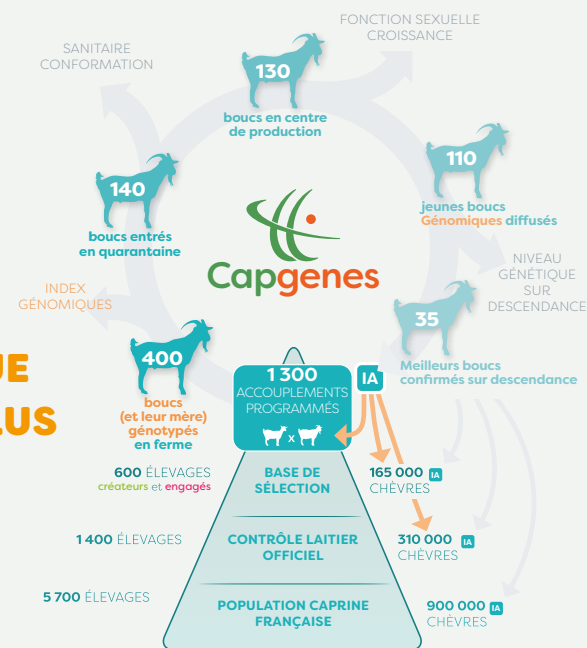 FONCTION SEXUELLE
CROISSANCE
SANITAIRE
CONFORMATION
130
boucs en centre
de production
110
jeunes boucs
Génomiques diffusés
140
boucs entrés
en quarantaine
Capgenes
NIVEAU
GÉNÉTIQUE
SUR
DESCENDANCE
INDEX
GÉNOMIQUES
35
Meilleurs boucs
confirmés sur descendance
400
boucs
(et leur mère)
génotypés
en ferme
UE
LUS
1 300
ACCOUPLEMENTS
PROGRAMMÉS
x
IA
600 ÉLEVAGES
créateurs et engagés
BASE DE
SÉLECTION
165 000 IA
CHÈVRES
1 400 ÉLEVAGES
CONTRÔLE LAITIER
OFFICIEL
310 000 IA
CHÈVRES
5 700 ÉLEVAGES
POPULATION CAPRINE
FRANÇAISE
900 000 IA
CHÈVRES